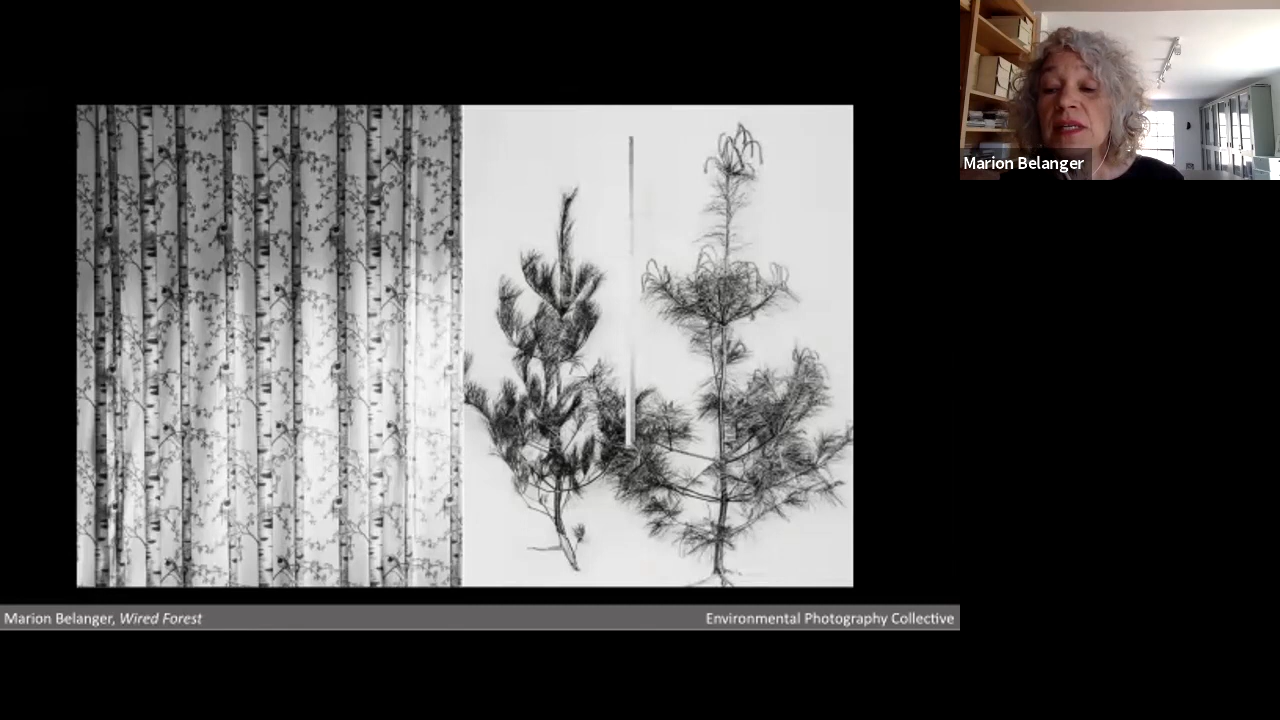 Marion Belanger
Marion Belanger, Wired Forest
Environmental Photography Collective